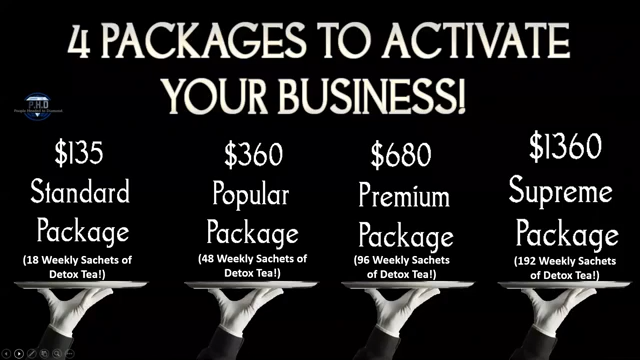 4 PACKAGES TO ACTIVATE
YOUR BUSINESS!
P.H.D
$135
Standard
Package
(18 Weekly Sachets of
Detox Tea!)
$360
Popular
Package
(48 Weekly Sachets of
Detox Tea!)
$680
Premium
Package
(96 Weekly Sachets
of Detox Tea!)
$1360
Supreme
Package
(192 Weekly Sachets
of Detox Tea!)